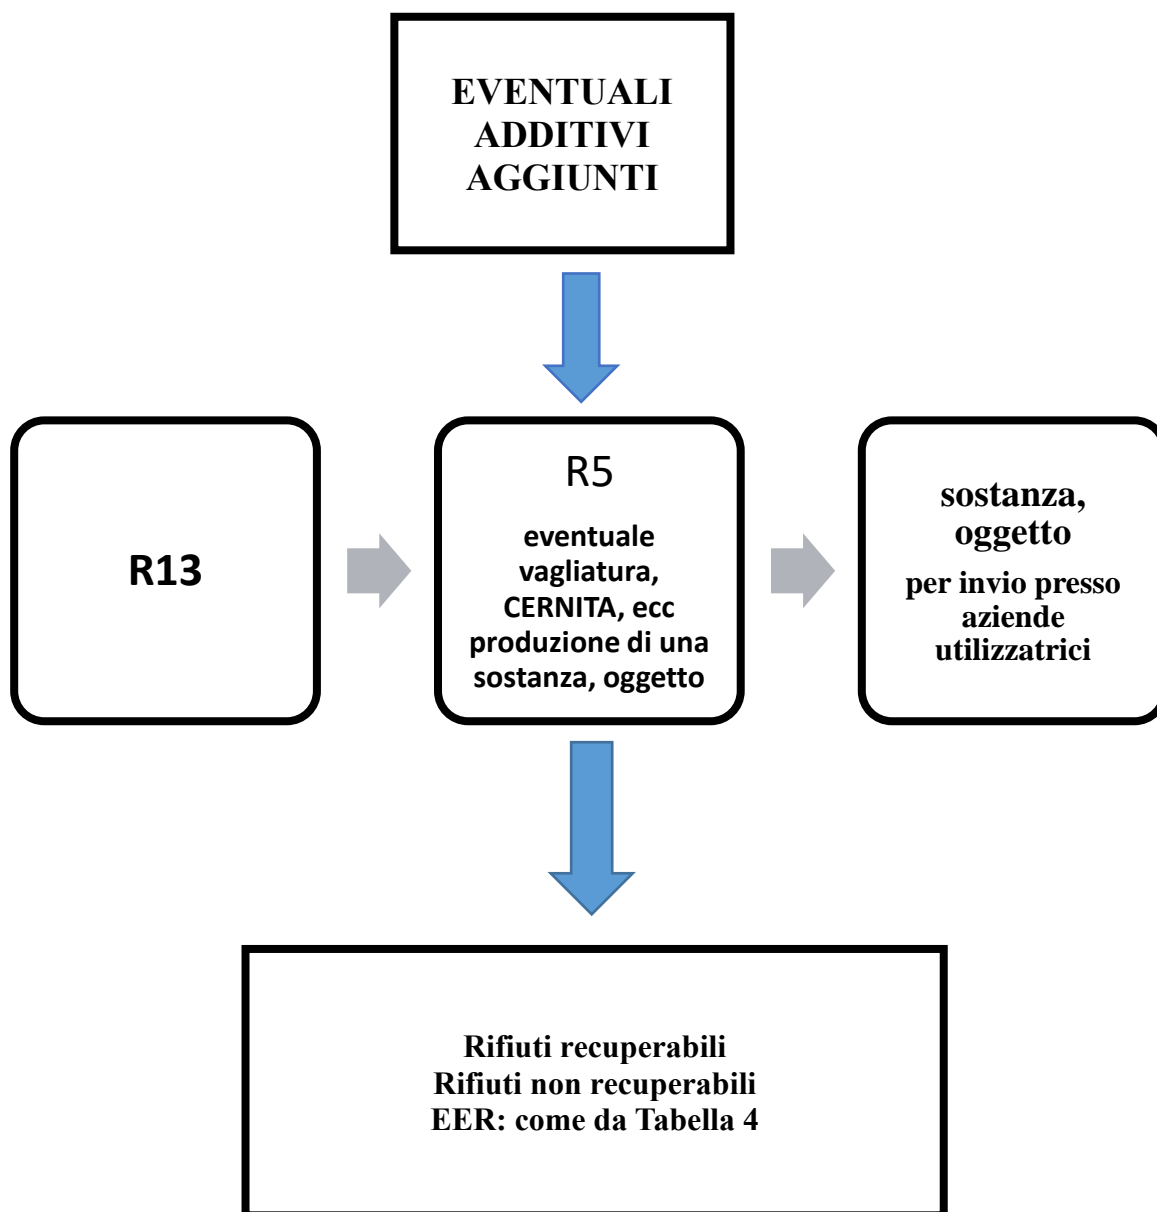 EVENTUALI
ADDITIVI
AGGIUNTI
R13
R5
eventuale
vagliatura,
CERNITA, ecc
produzione di una
sostanza, oggetto
sostanza,
oggetto
per invio presso
aziende
utilizzatrici
Rifiuti recuperabili
Rifiuti non recuperabili
EER: come da Tabella 4